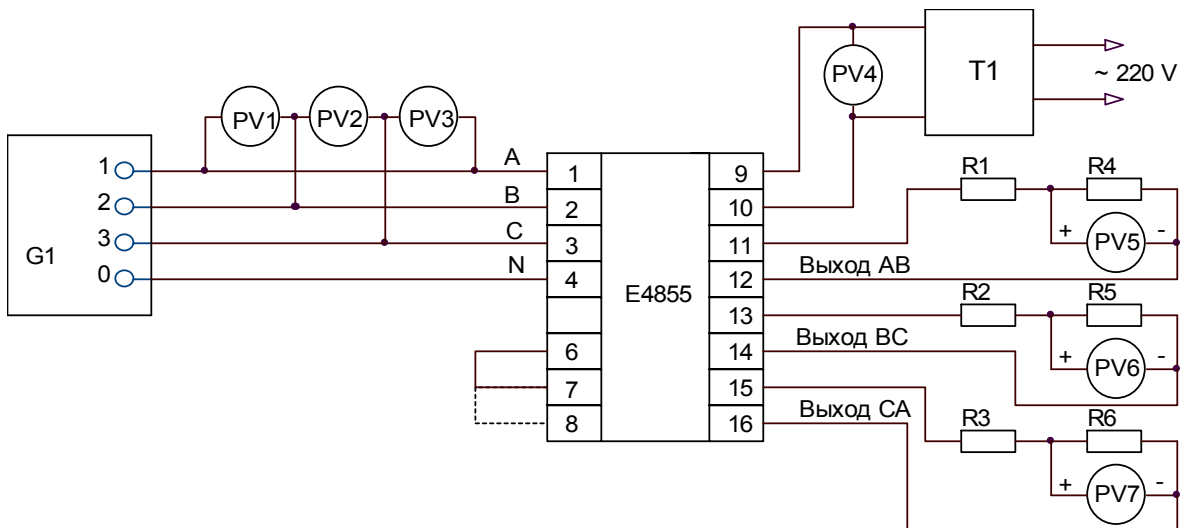 PV1 PV2 PV3
G1
1
2
3
0
A
B
C
N
1
2
3
4
6
7
8
E4855
9
10
11
12
13
14
15
16
PV4
T1
~ 220 V
R1 R4
+ PV5 -
Выход AB
R2 R5
+ PV6 -
Выход BC
R3 R6
+ PV7 -
Выход CA